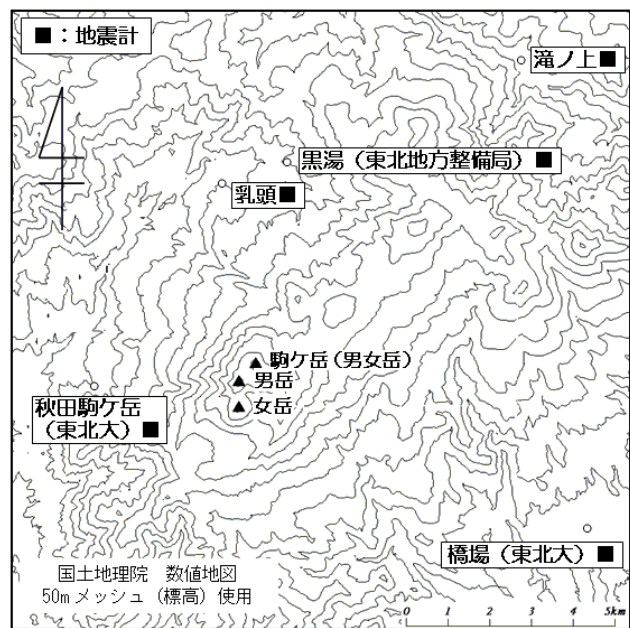 ■：地震計
滝ノ上■
黒湯（東北地方整備局）■
乳頭■
駒ケ岳（男女岳）
男岳
女岳
秋田駒ケ岳
（東北大）■
橋場（東北大）■
国土地理院　数値地図
50mメッシュ（標高）使用
0 1 2 3 4 5km